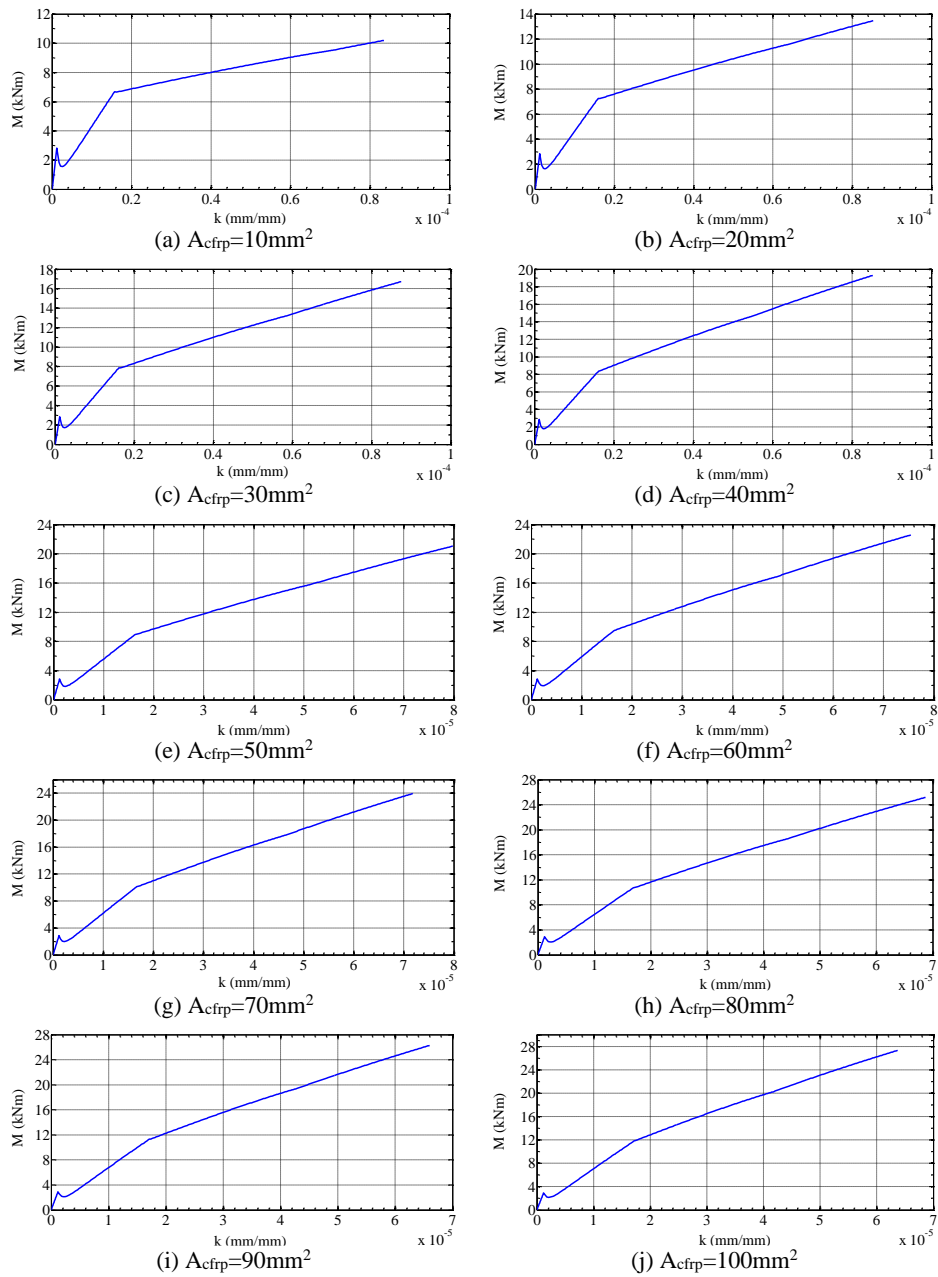 12
10
8
6
4
2
0
M (kNm)
0 0.2 0.4 0.6 0.8 1
k (mm/mm)
x 10⁻⁴
(a) Acfrp=10mm²
14
12
10
8
6
4
2
0
M (kNm)
0 0.2 0.4 0.6 0.8 1
k (mm/mm)
x 10⁻⁴
(b) Acfrp=20mm²
18
16
14
12
10
8
6
4
2
0
M (kNm)
0 0.2 0.4 0.6 0.8 1
k (mm/mm)
x 10⁻⁴
(c) Acfrp=30mm²
20
18
16
14
12
10
8
6
4
2
0
M (kNm)
0 0.2 0.4 0.6 0.8 1
k (mm/mm)
x 10⁻⁴
(d) Acfrp=40mm²
24
20
16
12
8
4
0
M (kNm)
0 1 2 3 4 5 6 7 8
k (mm/mm)
x 10⁻⁵
(e) Acfrp=50mm²
24
20
16
12
8
4
0
M (kNm)
0 1 2 3 4 5 6 7 8
k (mm/mm)
x 10⁻⁵
(f) Acfrp=60mm²
24
20
16
12
8
4
0
M (kNm)
0 1 2 3 4 5 6 7 8
k (mm/mm)
x 10⁻⁵
(g) Acfrp=70mm²
28
24
20
16
12
8
4
0
M (kNm)
0 1 2 3 4 5 6 7
k (mm/mm)
x 10⁻⁵
(h) Acfrp=80mm²
28
24
20
16
12
8
4
0
M (kNm)
0 1 2 3 4 5 6 7
k (mm/mm)
x 10⁻⁵
(i) Acfrp=90mm²
28
24
20
16
12
8
4
0
M (kNm)
0 1 2 3 4 5 6 7
k (mm/mm)
x 10⁻⁵
(j) Acfrp=100mm²